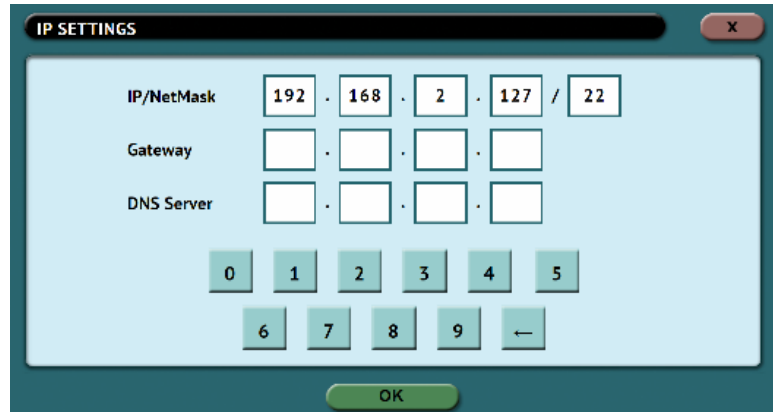 IP SETTINGS X
IP/NetMask 192 . 168 . 2 . 127 / 22
Gateway . . .
DNS Server . . .
0 1 2 3 4 5
6 7 8 9 ←
OK